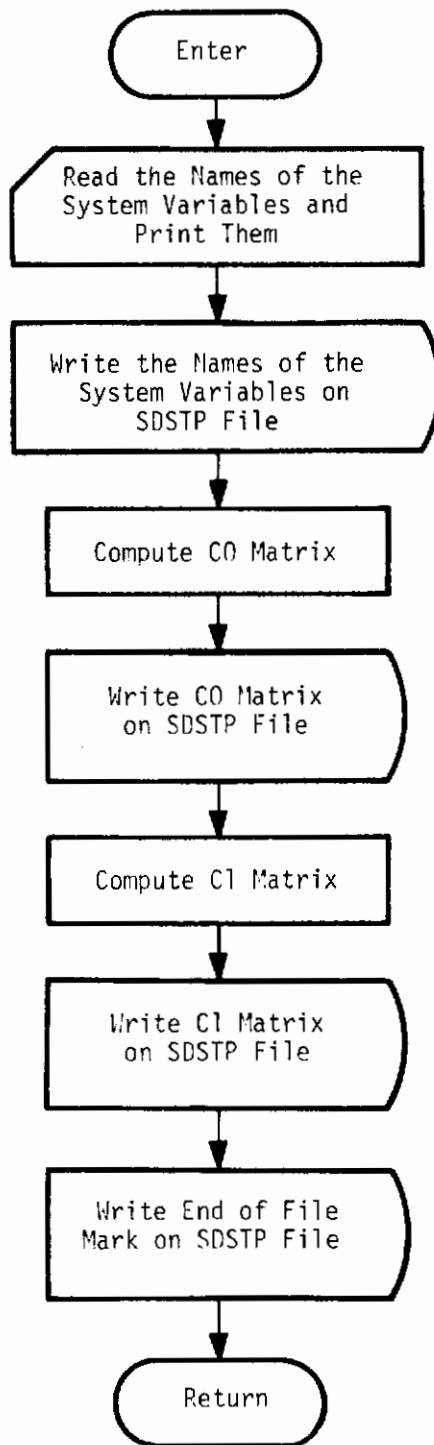 Enter
Read the Names of the
System Variables and
Print Them
Write the Names of the
System Variables on
SDSTP File
Compute C0 Matrix
Write C0 Matrix
on SDSTP File
Compute C1 Matrix
Write C1 Matrix
on SDSTP File
Write End of File
Mark on SDSTP File
Return